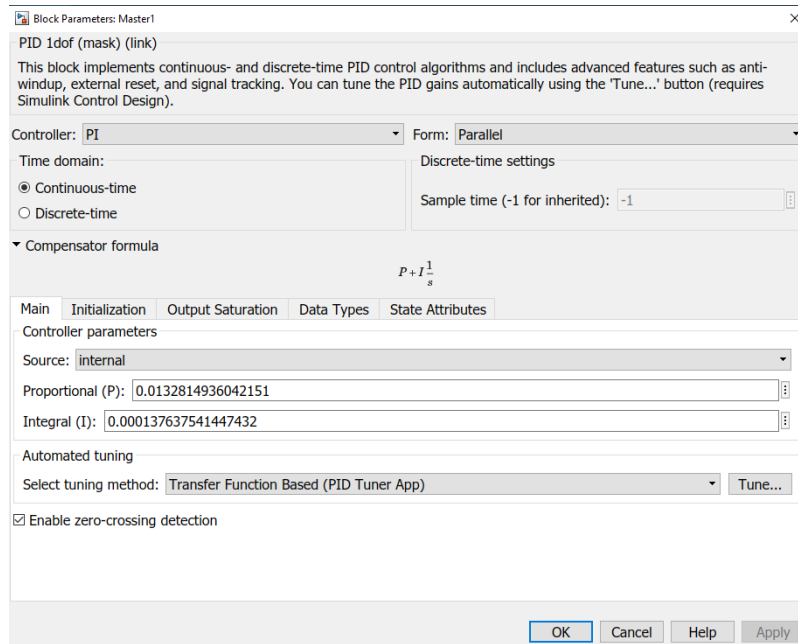 Block Parameters: Master1
PID 1dof (mask) (link)
This block implements continuous- and discrete-time PID control algorithms and includes advanced features such as anti-
windup, external reset, and signal tracking. You can tune the PID gains automatically using the 'Tune...' button (requires
Simulink Control Design).
Controller: PI Form: Parallel
Time domain: Discrete-time settings
Continuous-time
Sample time (-1 for inherited): -1
Discrete-time
Compensator formula
P + I 1/s
Main Initialization Output Saturation Data Types State Attributes
Controller parameters
Source: internal
Proportional (P): 0.0132814936042151
Integral (I): 0.000137637541447432
Automated tuning
Select tuning method: Transfer Function Based (PID Tuner App) Tune...
Enable zero-crossing detection
OK Cancel Help Apply